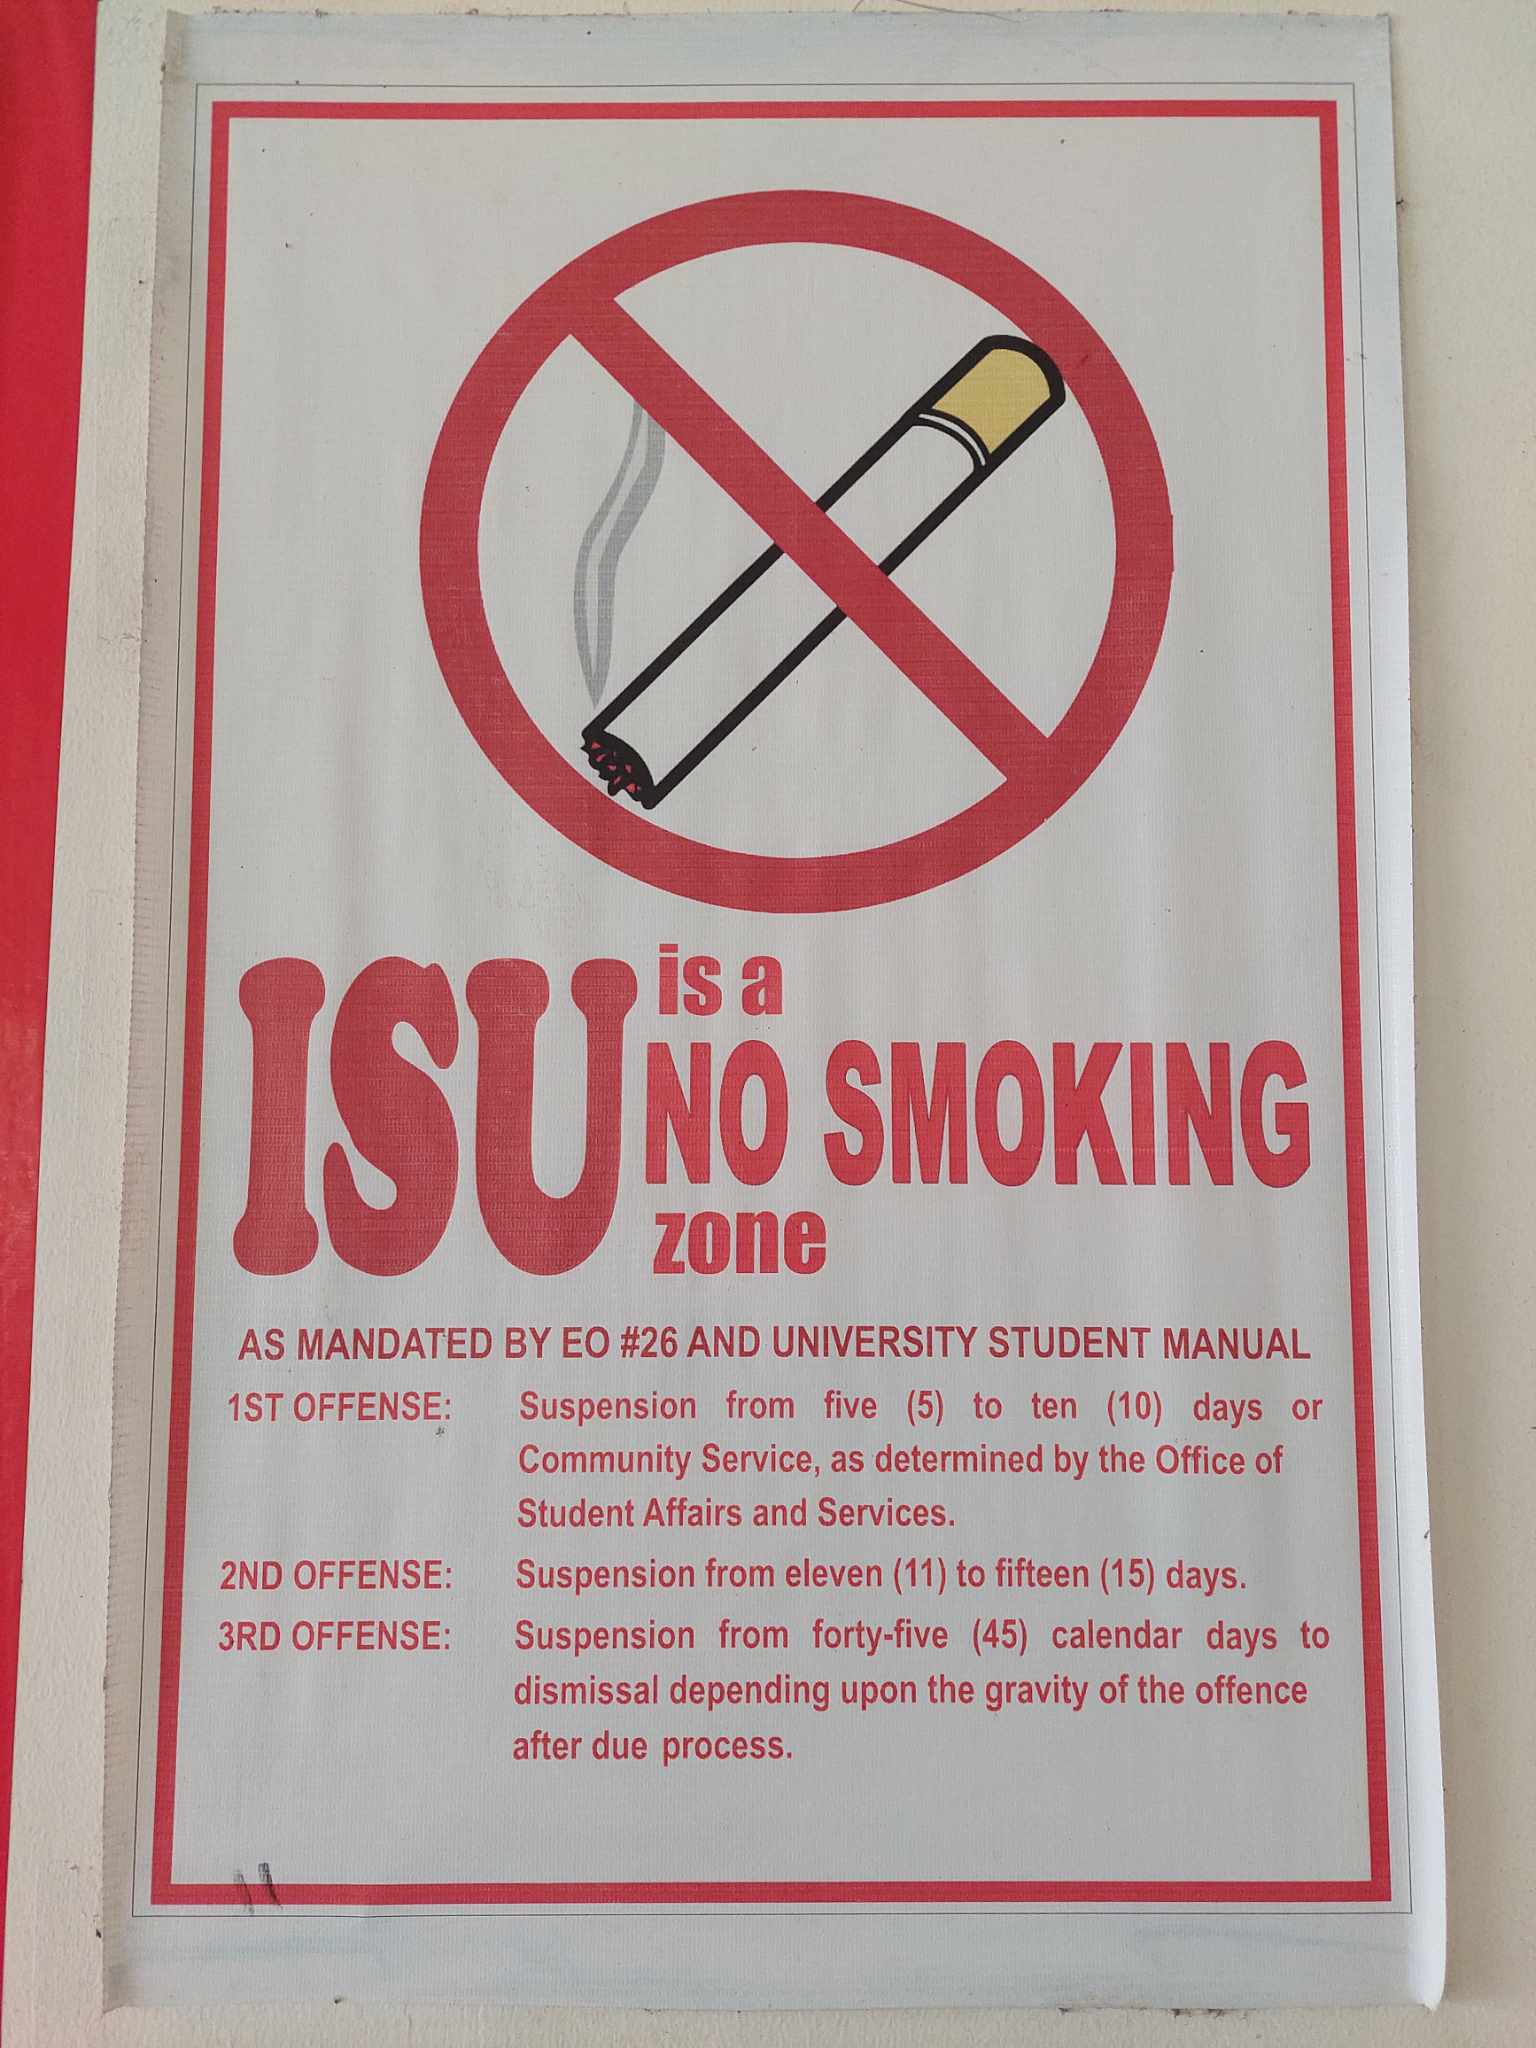 ISU is a
NO SMOKING
zone
AS MANDATED BY EO #26 AND UNIVERSITY STUDENT MANUAL
1ST OFFENSE: Suspension from five (5) to ten (10) days or
Community Service, as determined by the Office of
Student Affairs and Services.
2ND OFFENSE: Suspension from eleven (11) to fifteen (15) days.
3RD OFFENSE: Suspension from forty-five (45) calendar days to
dismissal depending upon the gravity of the offence
after due process.